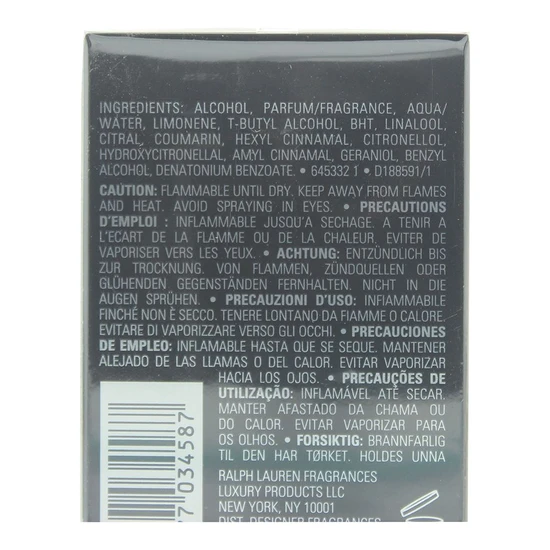 INGREDIENTS: ALCOHOL, PARFUM/FRAGRANCE, AQUA/
WATER, LIMONENE, T-BUTYL ALCOHOL, BHT, LINALOOL,
CITRAL, COUMARIN, HEXYL CINNAMAL, CITRONELLOL,
HYDROXYCITRONELLAL, AMYL CINNAMAL, GERANIOL, BENZYL
ALCOHOL, DENATONIUM BENZOATE. • 645332 1 • D188591/1
CAUTION: FLAMMABLE UNTIL DRY. KEEP AWAY FROM FLAMES
AND HEAT. AVOID SPRAYING IN EYES. • PRECAUTIONS
D'EMPLOI : INFLAMMABLE JUSQU'A SECHAGE. A TENIR A
L'ECART DE LA FLAMME OU DE LA CHALEUR. EVITER DE
VAPORISER VERS LES YEUX. • ACHTUNG: ENTZÜNDLICH BIS
ZUR TROCKNUNG. VON FLAMMEN, ZÜNDQUELLEN ODER
GLÜHENDEN GEGENSTÄNDEN FERNHALTEN. NICHT IN DIE
AUGEN SPRÜHEN. • PRECAUZIONI D'USO: INFIAMMABILE
FINCHÉ NON È SECCO. TENERE LONTANO DA FIAMME O CALORE.
EVITARE DI VAPORIZZARE VERSO GLI OCCHI. • PRECAUCIONES
DE EMPLEO: INFLAMABLE HASTA QUE SE SEQUE. MANTENER
ALEJADO DE LAS LLAMAS O DEL CALOR. EVITAR VAPORIZAR
HACIA LOS OJOS. • PRECAUÇÕES DE
UTILIZAÇÃO: INFLAMÁVEL ATÉ SECAR.
MANTER AFASTADO DA CHAMA OU
DO CALOR. EVITAR VAPORIZAR PARA
OS OLHOS. • FORSIKTIG: BRANNFARLIG
TIL DEN HAR TØRKET. HOLDES UNNA
RALPH LAUREN FRAGRANCES
LUXURY PRODUCTS LLC
NEW YORK, NY 10001
DIST. DESIGNER FRAGRANCES
7 034587